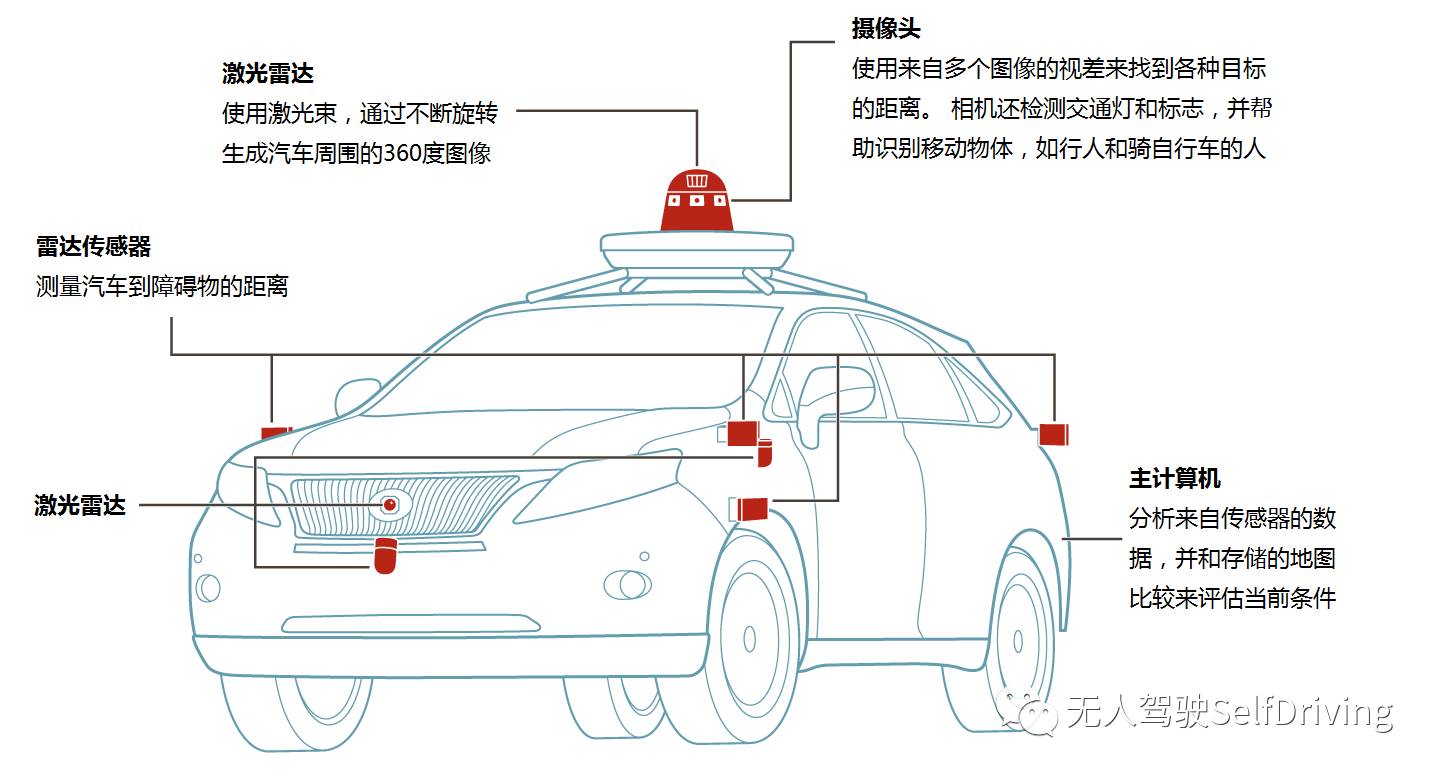 摄像头
使用来自多个图像的视差来找到各种目标
的距离。 相机还检测交通灯和标志，并帮
助识别移动物体，如行人和骑自行车的人
激光雷达
使用激光束，通过不断旋转
生成汽车周围的360度图像
雷达传感器
测量汽车到障碍物的距离
激光雷达
主计算机
分析来自传感器的数
据，并和存储的地图
比较来评估当前条件
无人驾驶SelfDriving